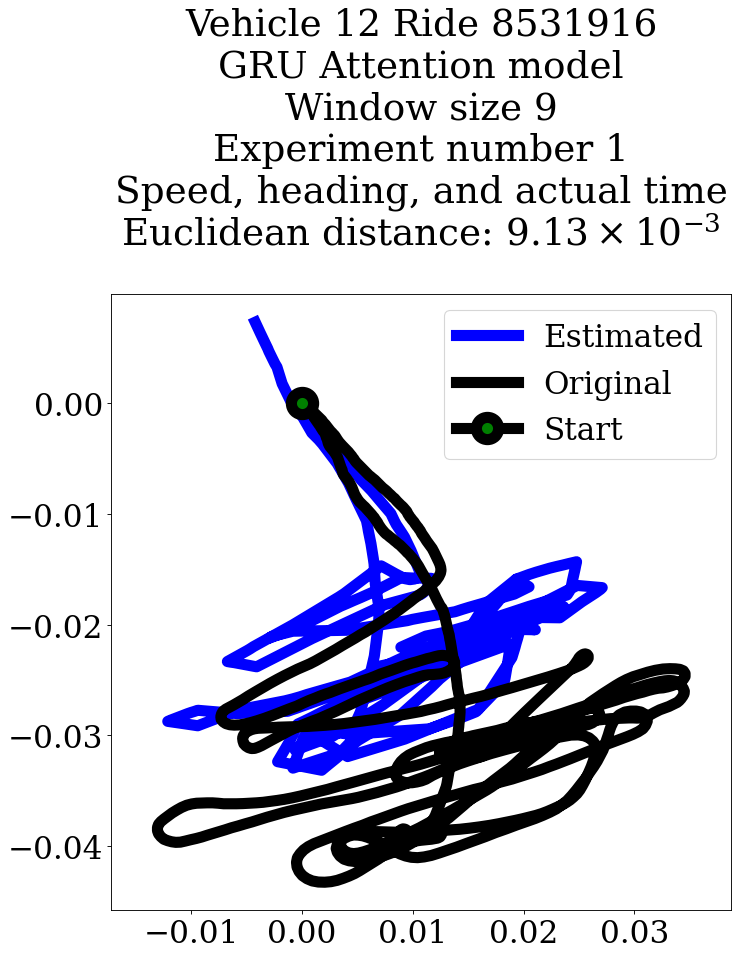 Vehicle 12 Ride 8531916
GRU Attention model
Window size 9
Experiment number 1
Speed, heading, and actual time
Euclidean distance: 9.13 × 10⁻³
Estimated
Original
Start
0.00
−0.01
−0.02
−0.03
−0.04
−0.01 0.00 0.01 0.02 0.03